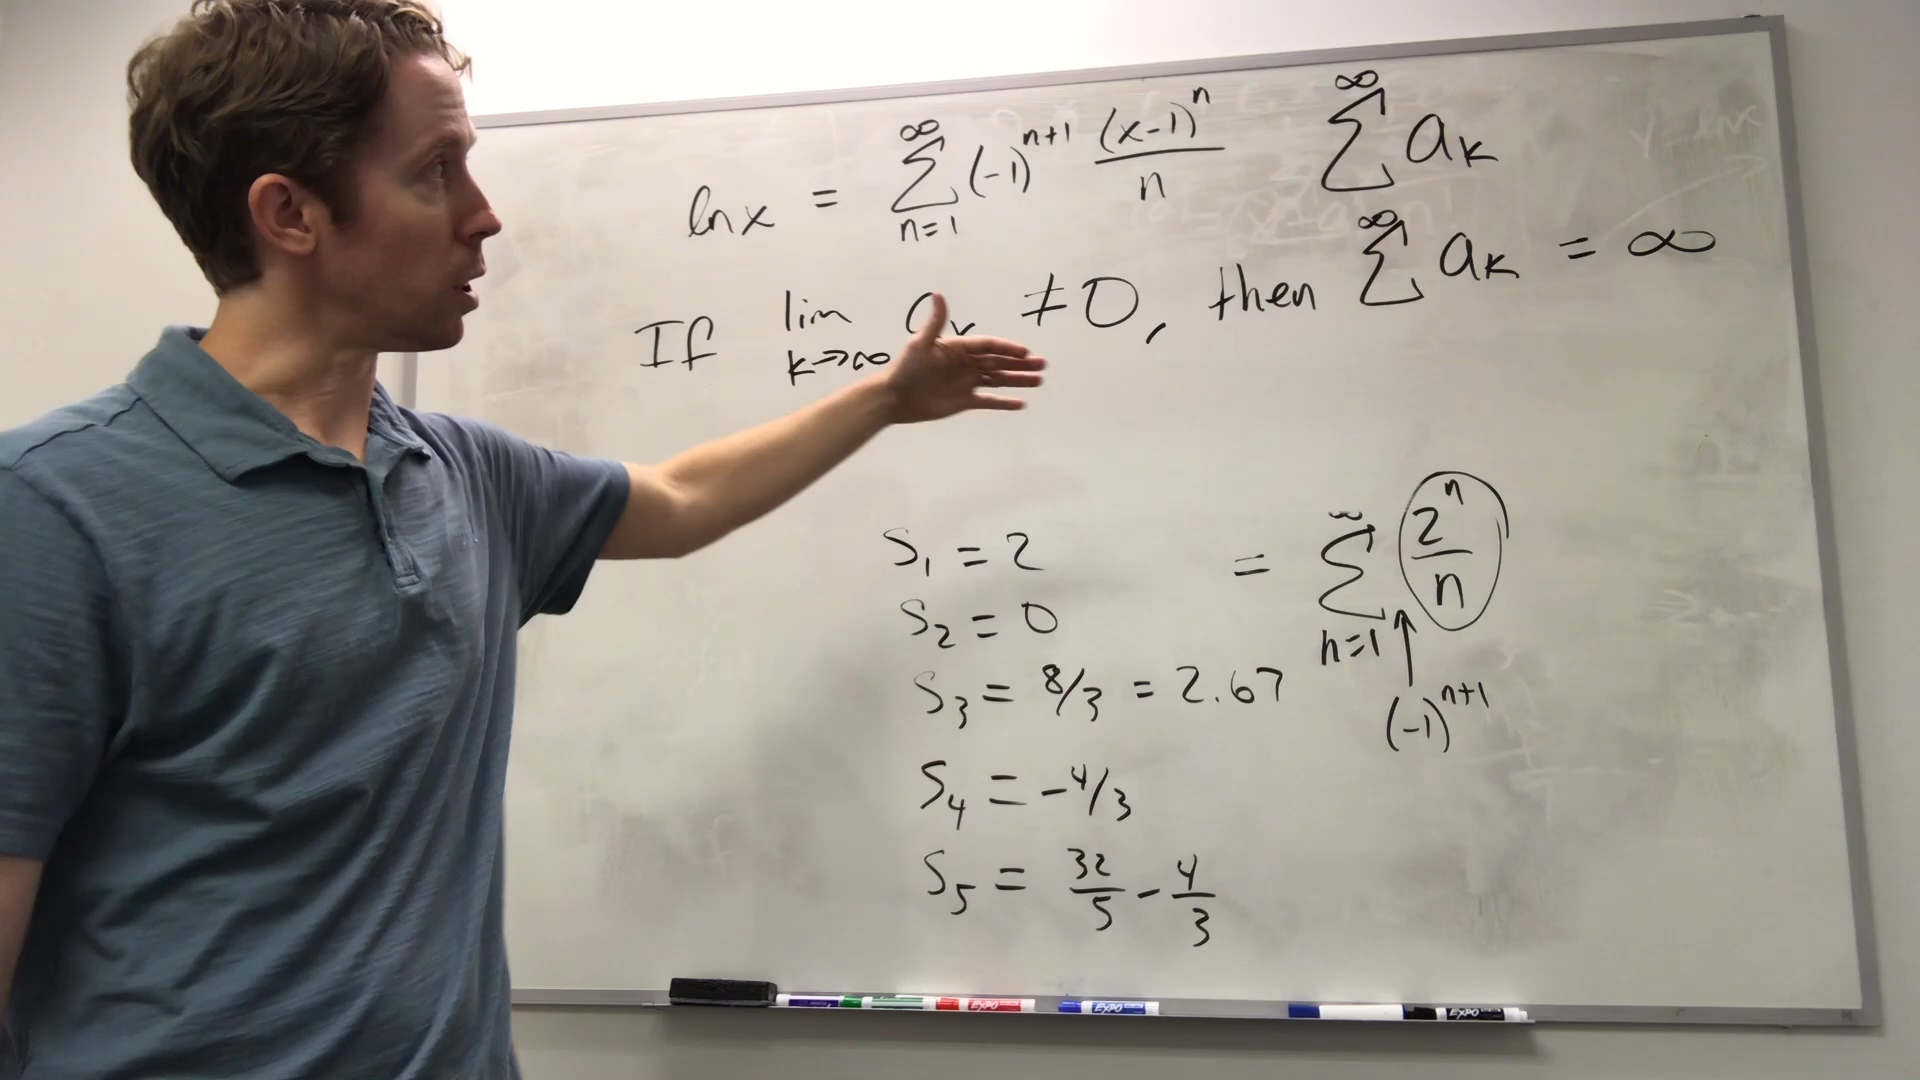 ln x = ∞ Σ n=1 (-1)^n+1 (x-1)^n / n
∞ Σ a_k
If lim k→∞ a_k ≠ 0, then ∞ Σ a_k = ∞
S_1 = 2
S_2 = 0
S_3 = 8/3 = 2.67
S_4 = -4/3
S_5 = 32/5 - 4/3
= ∞ Σ n=1 2^n / n
(-1)^n+1
EXPO
EXPO
EXPO